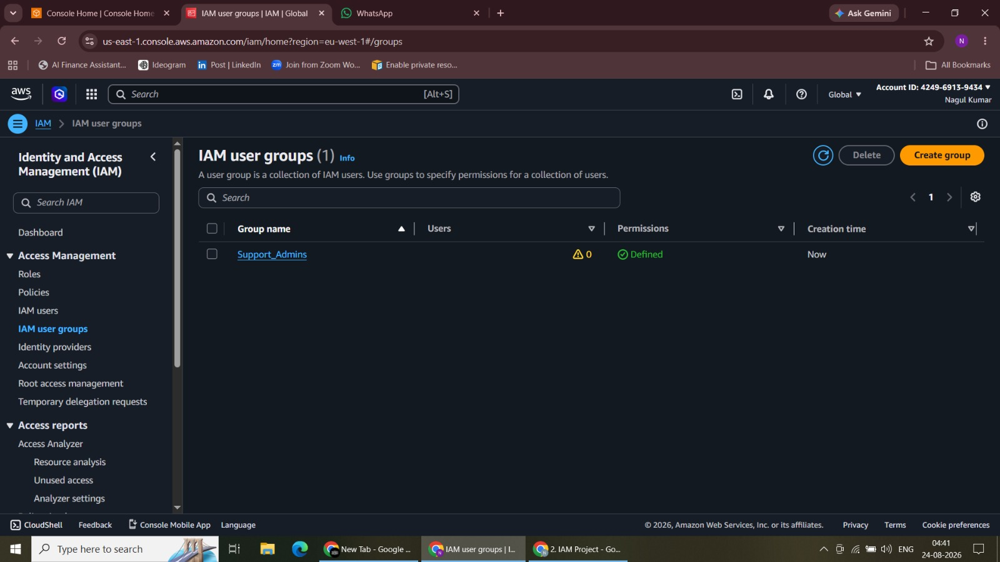 Console Home | Console Home
IAM user groups | IAM | Global
WhatsApp
Ask Gemini
us-east-1.console.aws.amazon.com/iam/home?region=eu-west-1#/groups
N
AI Finance Assistant...
Ideogram
Post | LinkedIn
Join from Zoom Wo...
Enable private reso...
All Bookmarks
aws
Search
[Alt+S]
Global
Account ID: 4249-6913-9434
Nagul Kumar
IAM
IAM user groups
Identity and Access
Management (IAM)
Search IAM
Dashboard
Access Management
Roles
Policies
IAM users
IAM user groups
Identity providers
Account settings
Root access management
Temporary delegation requests
Access reports
Access Analyzer
Resource analysis
Unused access
Analyzer settings
IAM user groups (1) Info
Delete
Create group
A user group is a collection of IAM users. Use groups to specify permissions for a collection of users.
Search
1
Group name
Users
Permissions
Creation time
Support_Admins
0
Defined
Now
CloudShell
Feedback
Console Mobile App
Language
© 2026, Amazon Web Services, Inc. or its affiliates.
Privacy
Terms
Cookie preferences
Type here to search
New Tab - Google ...
IAM user groups | I...
2. IAM Project - Go...
ENG
04:41
24-08-2026